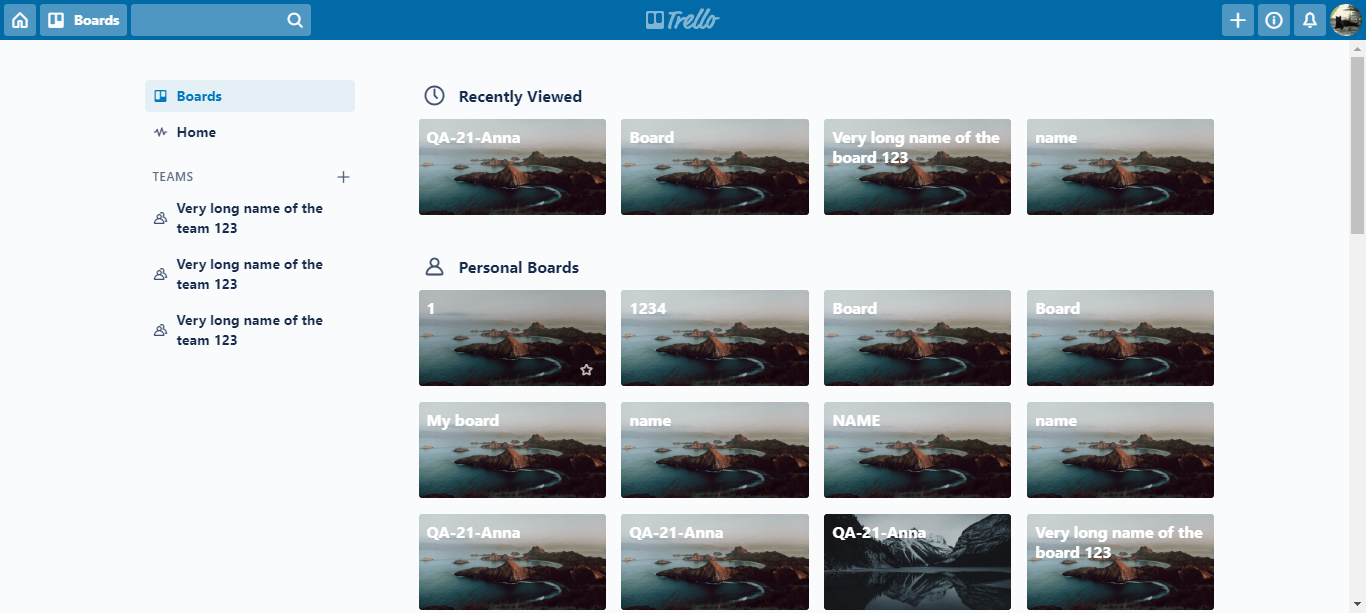 Boards
Trello
Boards
Home
TEAMS
Very long name of the
team 123
Very long name of the
team 123
Very long name of the
team 123
Recently Viewed
QA-21-Anna
Board
Very long name of the
board 123
name
Personal Boards
1
1234
Board
Board
My board
name
NAME
name
QA-21-Anna
QA-21-Anna
QA-21-Anna
Very long name of the
board 123